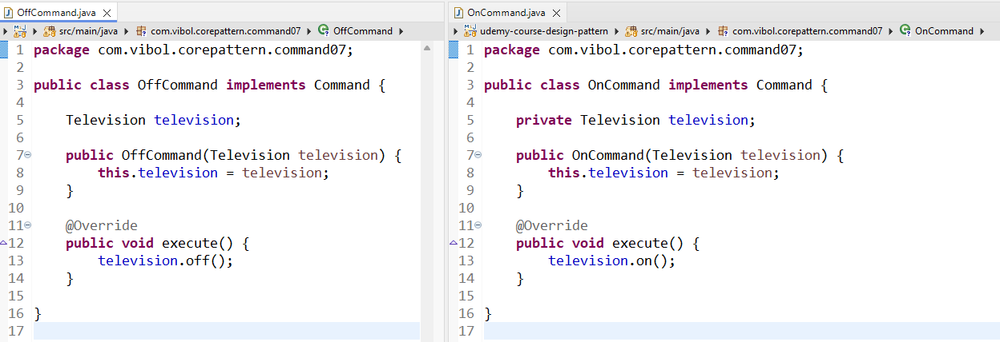 OffCommand.java
src/main/java com.vibol.corepattern.command07 OffCommand
1 package com.vibol.corepattern.command07;
2
3 public class OffCommand implements Command {
4
5     Television television;
6
7     public OffCommand(Television television) {
8         this.television = television;
9     }
10
11     @Override
12     public void execute() {
13         television.off();
14     }
15
16 }
17
OnCommand.java
udemy-course-design-pattern src/main/java com.vibol.corepattern.command07 OnCommand
1 package com.vibol.corepattern.command07;
2
3 public class OnCommand implements Command {
4
5     private Television television;
6
7     public OnCommand(Television television) {
8         this.television = television;
9     }
10
11     @Override
12     public void execute() {
13         television.on();
14     }
15
16 }
17